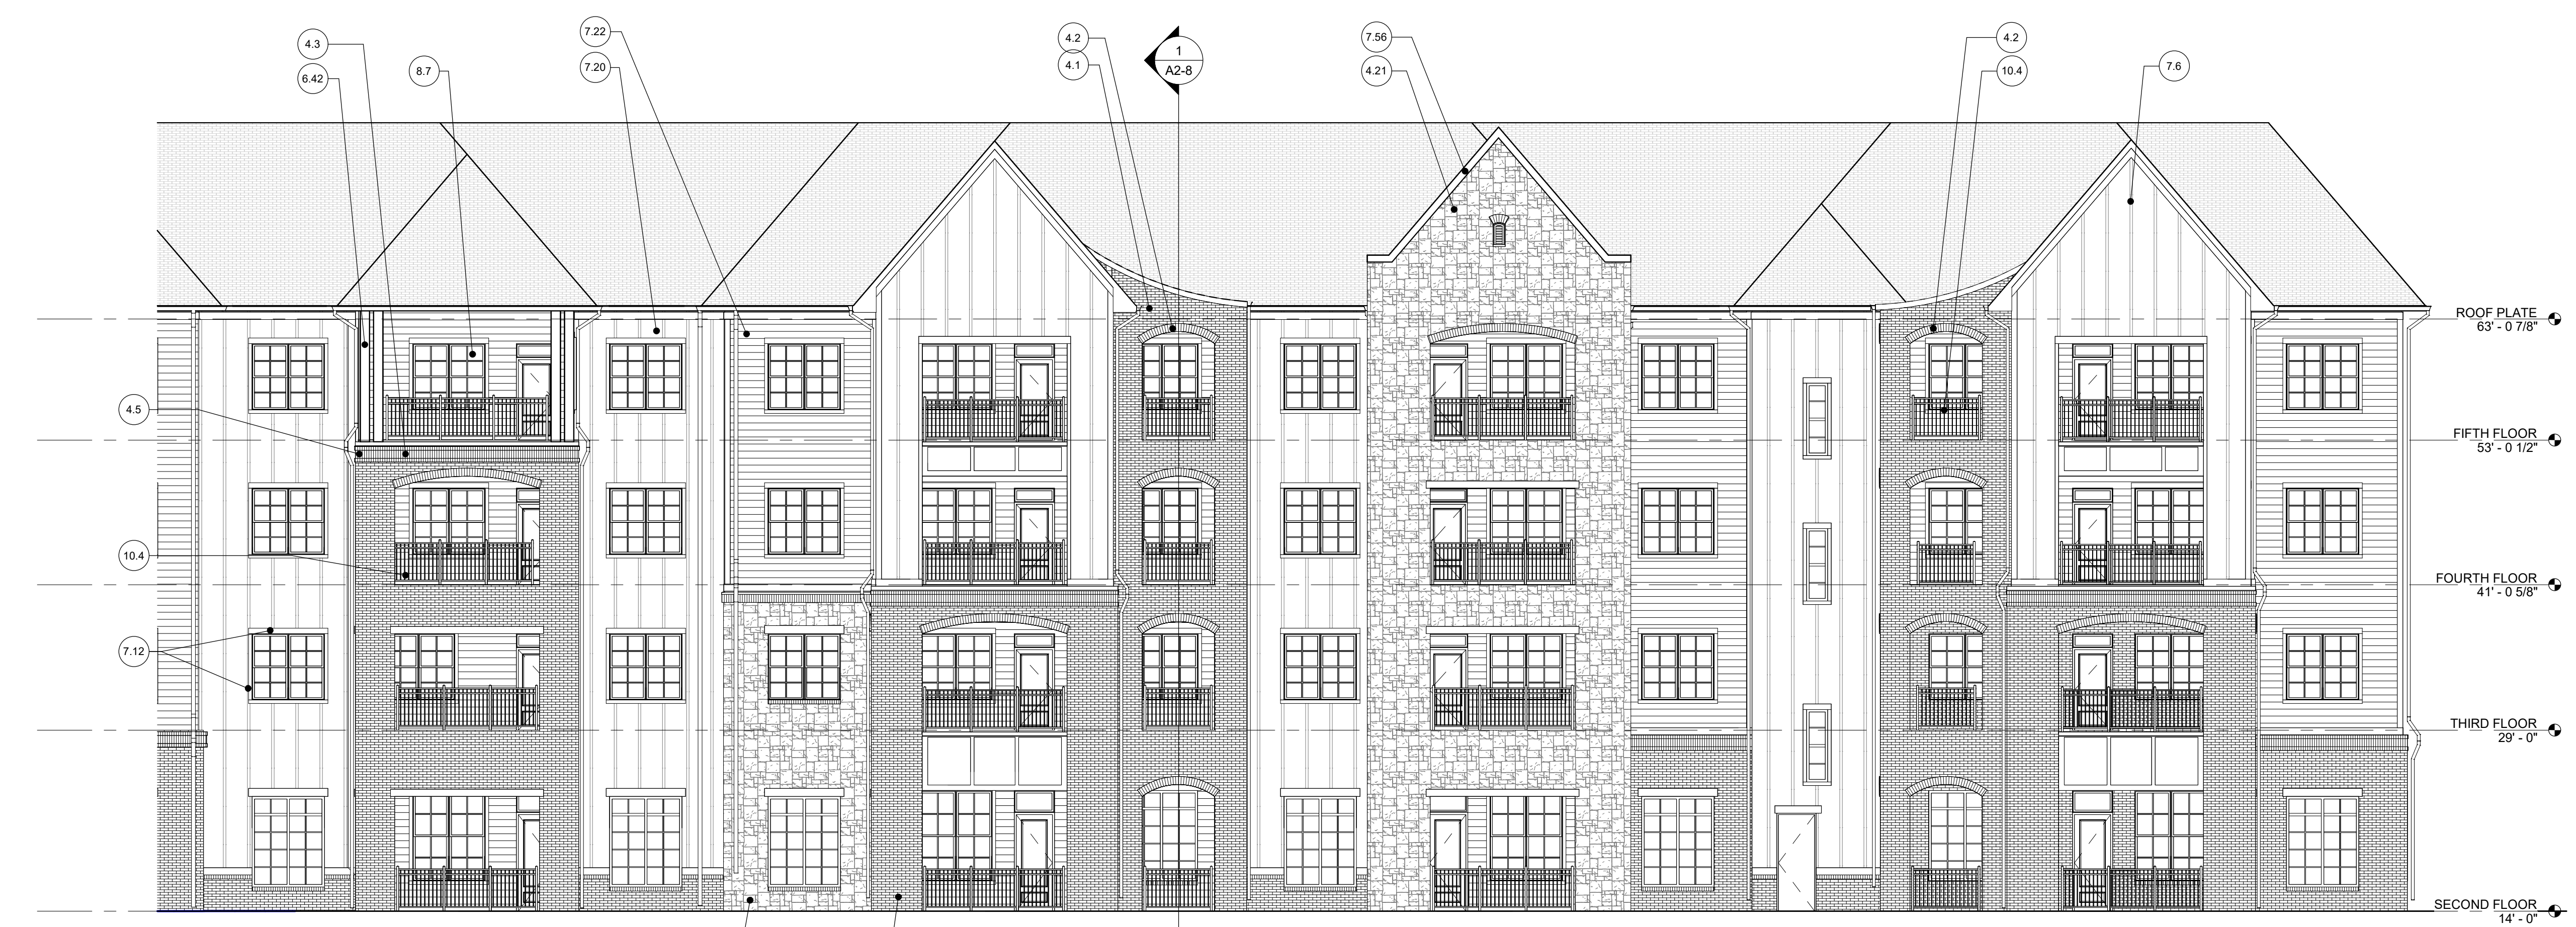 7.22
4.2
7.56
4.2
4.3
1
7.20
4.1
A2-8
4.21
10.4
7.6
8.7
6.42
ROOF PLATE
63' - 0 7/8"
4.5
FIFTH FLOOR
53' - 0 1/2"
10.4
FOURTH FLOOR
41' - 0 5/8"
7.12
THIRD FLOOR
29' - 0"
SECOND FLOOR
14' - 0"